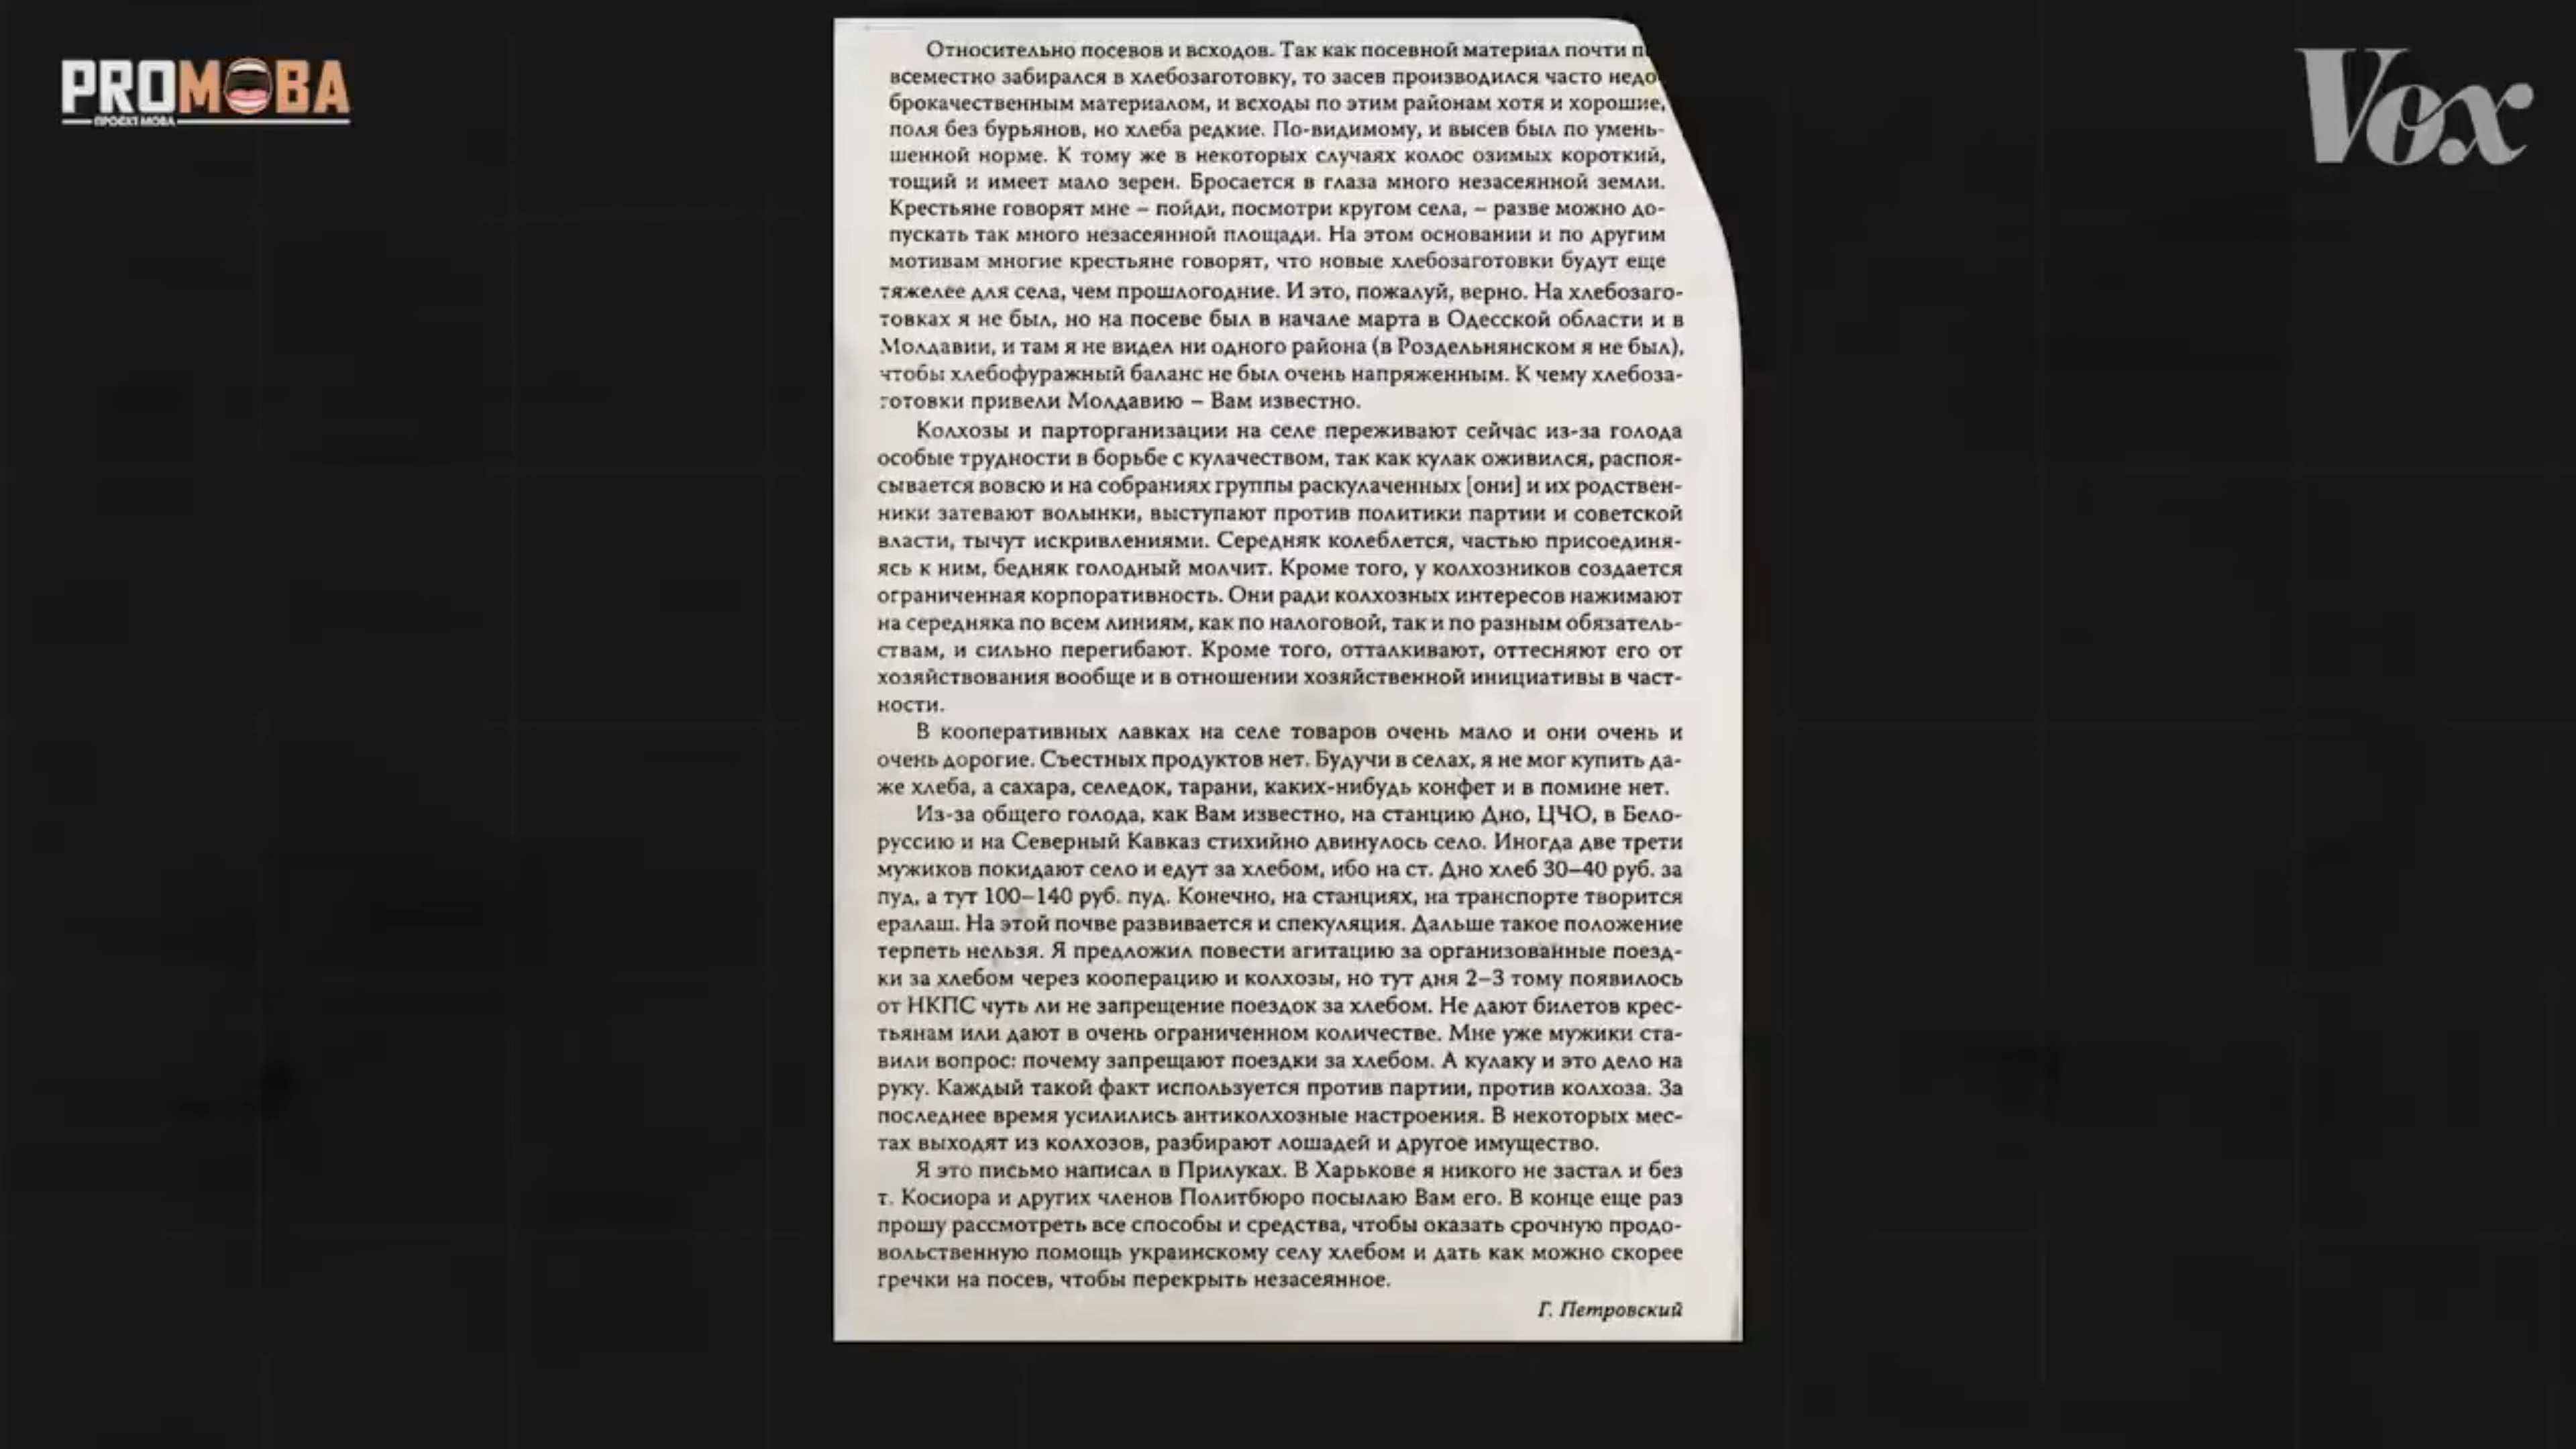 PROMOBA
ПРОЄКТ МОВА
Vox
Относительно посевов и всходов. Так как посевной материал почти п
всеместно забирался в хлебозаготовку, то засев производился часто недо
брокачественным материалом, и всходы по этим районам хотя и хорошие,
поля без бурьянов, но хлеба редкие. По-видимому, и высев был по умень-
шенной норме. К тому же в некоторых случаях колос озимых короткий,
тощий и имеет мало зерен. Бросается в глаза много незасеянной земли.
Крестьяне говорят мне – пойди, посмотри кругом села, – разве можно до-
пускать так много незасеянной площади. На этом основании и по другим
мотивам многие крестьяне говорят, что новые хлебозаготовки будут еще
тяжелее для села, чем прошлогодние. И это, пожалуй, верно. На хлебозаго-
товках я не был, но на посеве был в начале марта в Одесской области и в
Молдавии, и там я не видел ни одного района (в Роздельнянском я не был),
чтобы хлебофуражный баланс не был очень напряженным. К чему хлебоза-
готовки привели Молдавию – Вам известно.
Колхозы и парторганизации на селе переживают сейчас из-за голода
особые трудности в борьбе с кулачеством, так как кулак оживился, распоя-
сывается вовсю и на собраниях группы раскулаченных [они] и их родствен-
ники затевают волынки, выступают против политики партии и советской
власти, тычут искривлениями. Середняк колеблется, частью присоединя-
ясь к ним, бедняк голодный молчит. Кроме того, у колхозников создается
ограниченная корпоративность. Они ради колхозных интересов нажимают
на середняка по всем линиям, как по налоговой, так и по разным обязатель-
ствам, и сильно перегибают. Кроме того, отталкивают, оттесняют его от
хозяйствования вообще и в отношении хозяйственной инициативы в част-
ности.
В кооперативных лавках на селе товаров очень мало и они очень и
очень дорогие. Съестных продуктов нет. Будучи в селах, я не мог купить да-
же хлеба, а сахара, селедок, тарани, каких-нибудь конфет и в помине нет.
Из-за общего голода, как Вам известно, на станцию Дно, ЦЧО, в Бело-
руссию и на Северный Кавказ стихийно двинулось село. Иногда две трети
мужиков покидают село и едут за хлебом, ибо на ст. Дно хлеб 30–40 руб. за
пуд, а тут 100–140 руб. пуд. Конечно, на станциях, на транспорте творится
ералаш. На этой почве развивается и спекуляция. Дальше такое положение
терпеть нельзя. Я предложил повести агитацию за организованные поезд-
ки за хлебом через кооперацию и колхозы, но тут дня 2–3 тому появилось
от НКПС чуть ли не запрещение поездок за хлебом. Не дают билетов крес-
тьянам или дают в очень ограниченном количестве. Мне уже мужики ста-
вили вопрос: почему запрещают поездки за хлебом. А кулаку и это дело на
руку. Каждый такой факт используется против партии, против колхоза. За
последнее время усилились антиколхозные настроения. В некоторых мес-
тах выходят из колхозов, разбирают лошадей и другое имущество.
Я это письмо написал в Прилуках. В Харькове я никого не застал и без
т. Косиора и других членов Политбюро посылаю Вам его. В конце еще раз
прошу рассмотреть все способы и средства, чтобы оказать срочную продо-
вольственную помощь украинскому селу хлебом и дать как можно скорее
гречки на посев, чтобы перекрыть незасеянное.
Г. Петровский